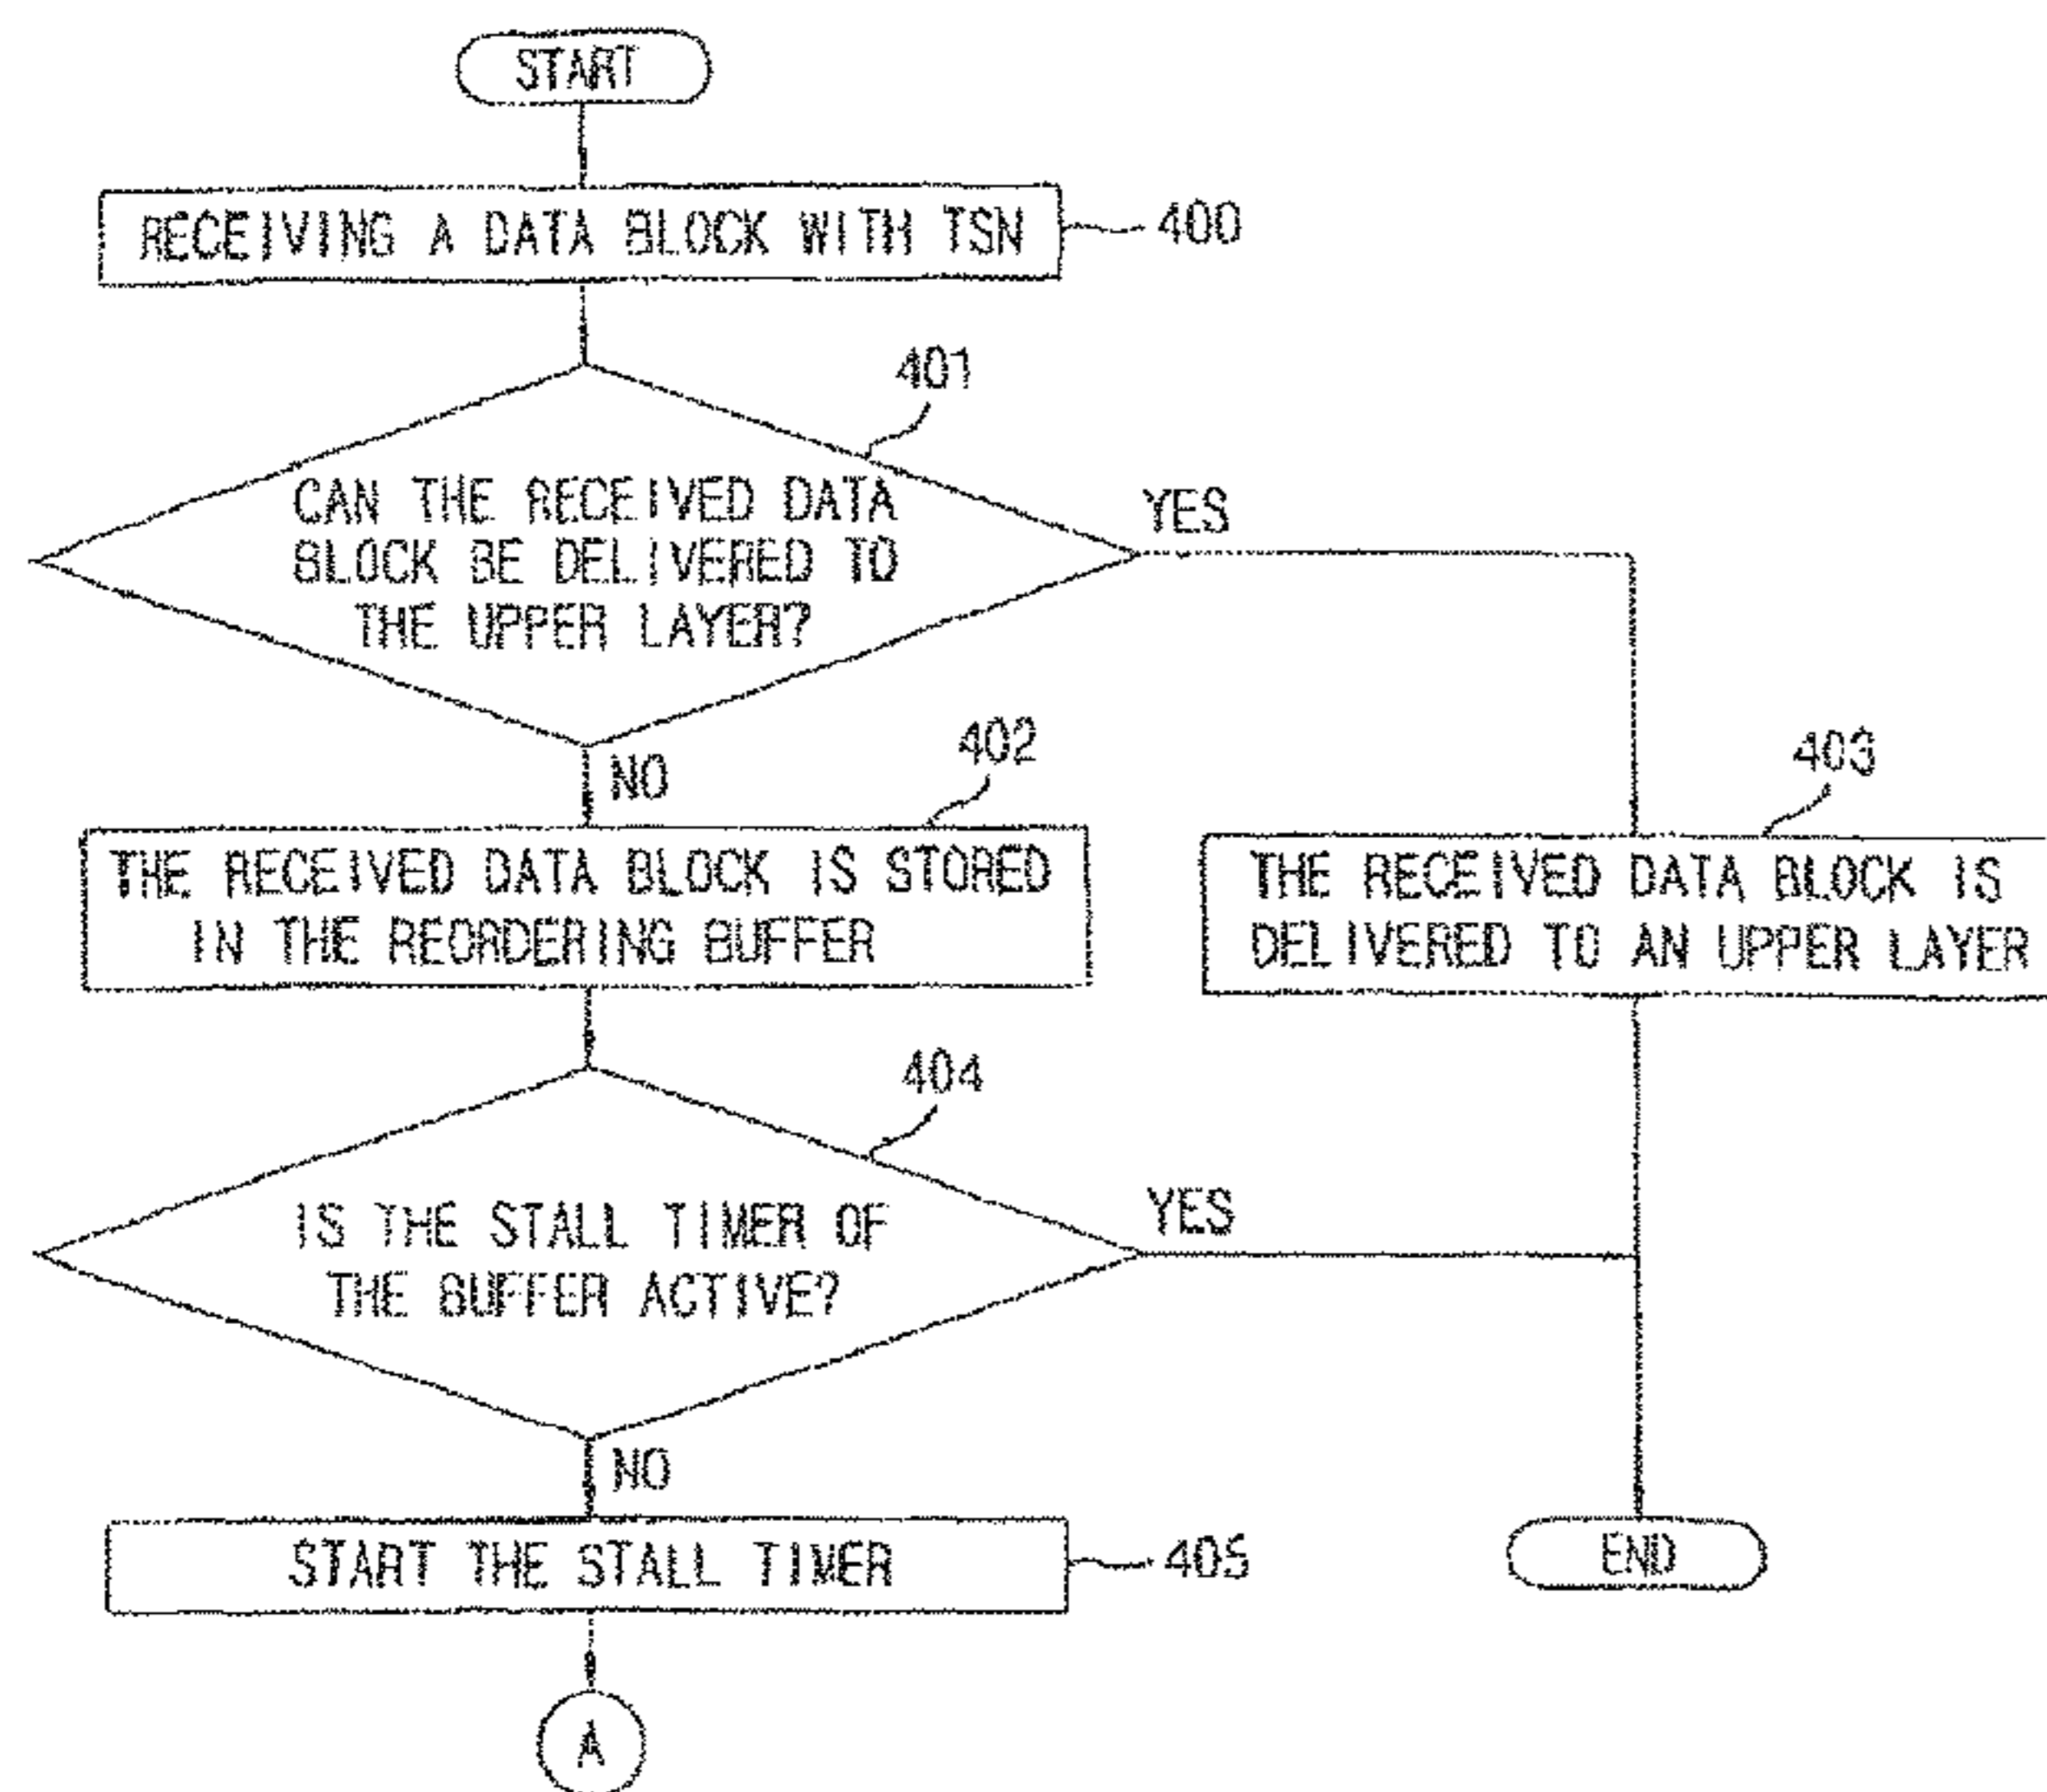 START
RECEIVING A DATA BLOCK WITH TSN
400
401
CAN THE RECEIVED DATA
BLOCK BE DELIVERED TO
THE UPPER LAYER?
YES
NO
402
THE RECEIVED DATA BLOCK IS STORED
IN THE REORDERING BUFFER
403
THE RECEIVED DATA BLOCK IS
DELIVERED TO AN UPPER LAYER
404
IS THE STALL TIMER OF
THE BUFFER ACTIVE?
YES
NO
START THE STALL TIMER
405
END
A